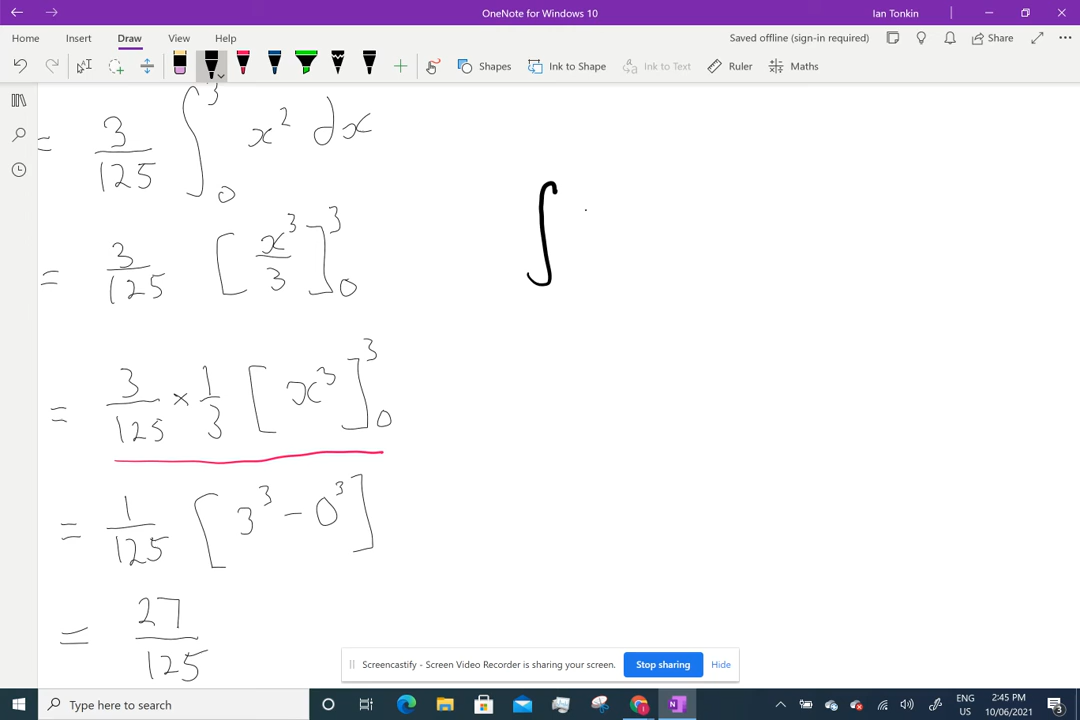 OneNote for Windows 10
Ian Tonkin
Home Insert Draw View Help
Saved offline (sign-in required)
Share
Shapes
Ink to Shape
Ink to Text
Ruler
Maths
= 3/125 ∫₀³ x² dx
= 3/125 [x³/3]₀³
∫
= 3/125 × 1/3 [x³]₀³
= 1/125 [3³ - 0³]
= 27/125
Screencastify - Screen Video Recorder is sharing your screen.
Stop sharing
Hide
Type here to search
ENG
US
2:45 PM
10/06/2021
3